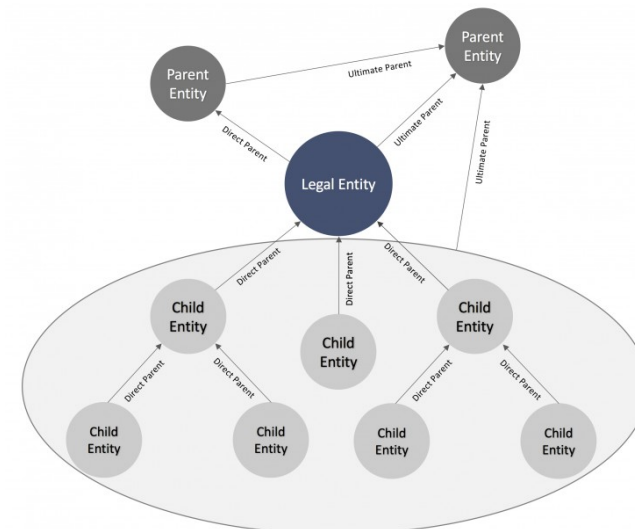 Parent
Entity
Parent
Entity
Ultimate Parent
Direct Parent
Ultimate Parent
Ultimate Parent
Legal Entity
Direct Parent
Direct Parent
Direct Parent
Child
Entity
Child
Entity
Child
Entity
Direct Parent
Direct Parent
Direct Parent
Direct Parent
Child
Entity
Child
Entity
Child
Entity
Child
Entity